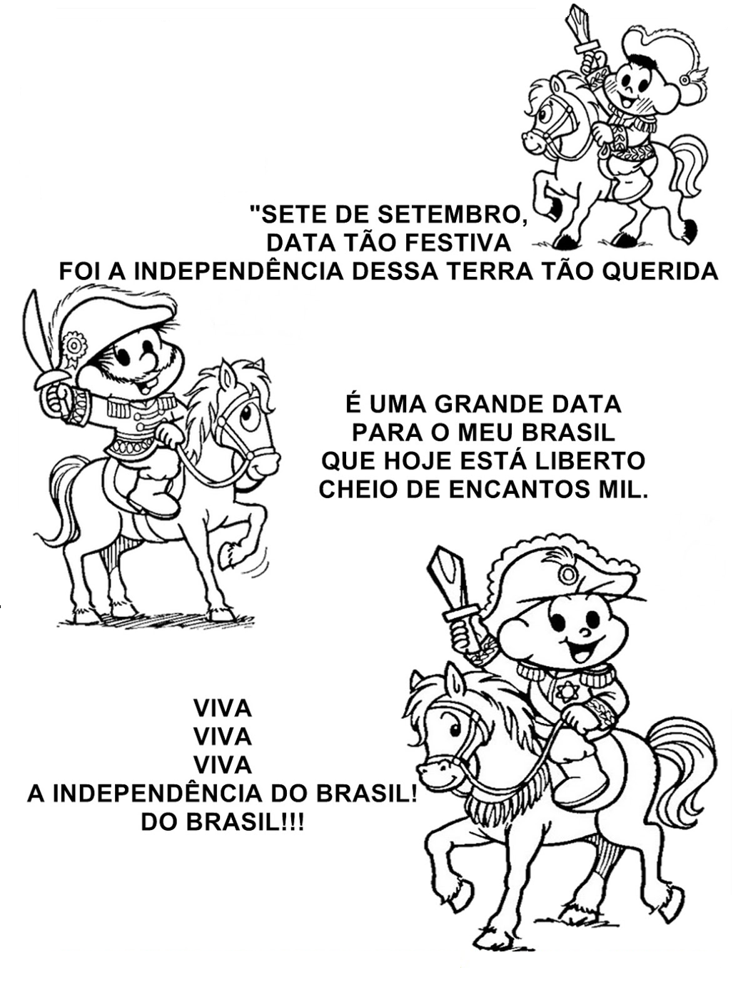 "SETE DE SETEMBRO,
DATA TÃO FESTIVA
FOI A INDEPENDÊNCIA DESSA TERRA TÃO QUERIDA
É UMA GRANDE DATA
PARA O MEU BRASIL
QUE HOJE ESTÁ LIBERTO
CHEIO DE ENCANTOS MIL.
VIVA
VIVA
VIVA
A INDEPENDÊNCIA DO BRASIL!
DO BRASIL!!!